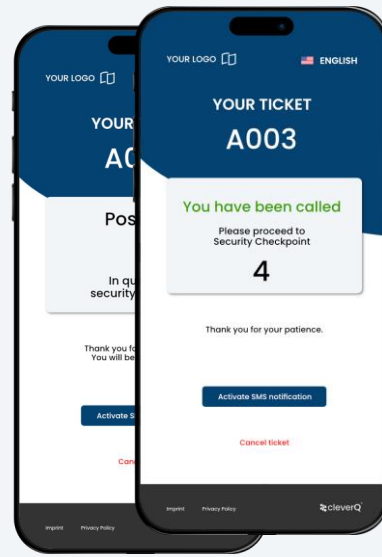 YOUR LOGO
YOUR
Pos
In qu
security
Thank you fo
You will be
Activate S
Imprint Privacy Policy
YOUR LOGO
ENGLISH
YOUR TICKET
A003
You have been called
Please proceed to
Security Checkpoint
4
Thank you for your patience.
Activate SMS notification
Cancel ticket
Imprint Privacy Policy
cleverQ